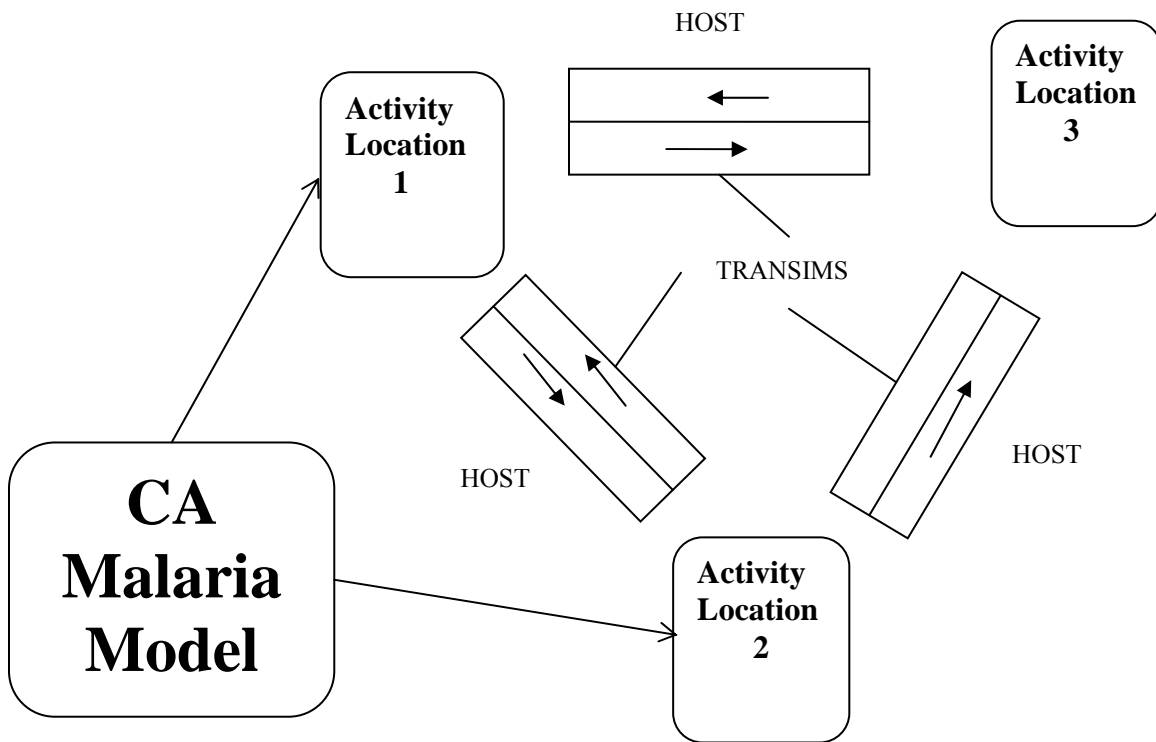 HOST
Activity
Location
1
Activity
Location
3
TRANSIMS
HOST
HOST
CA
Malaria
Model
Activity
Location
2